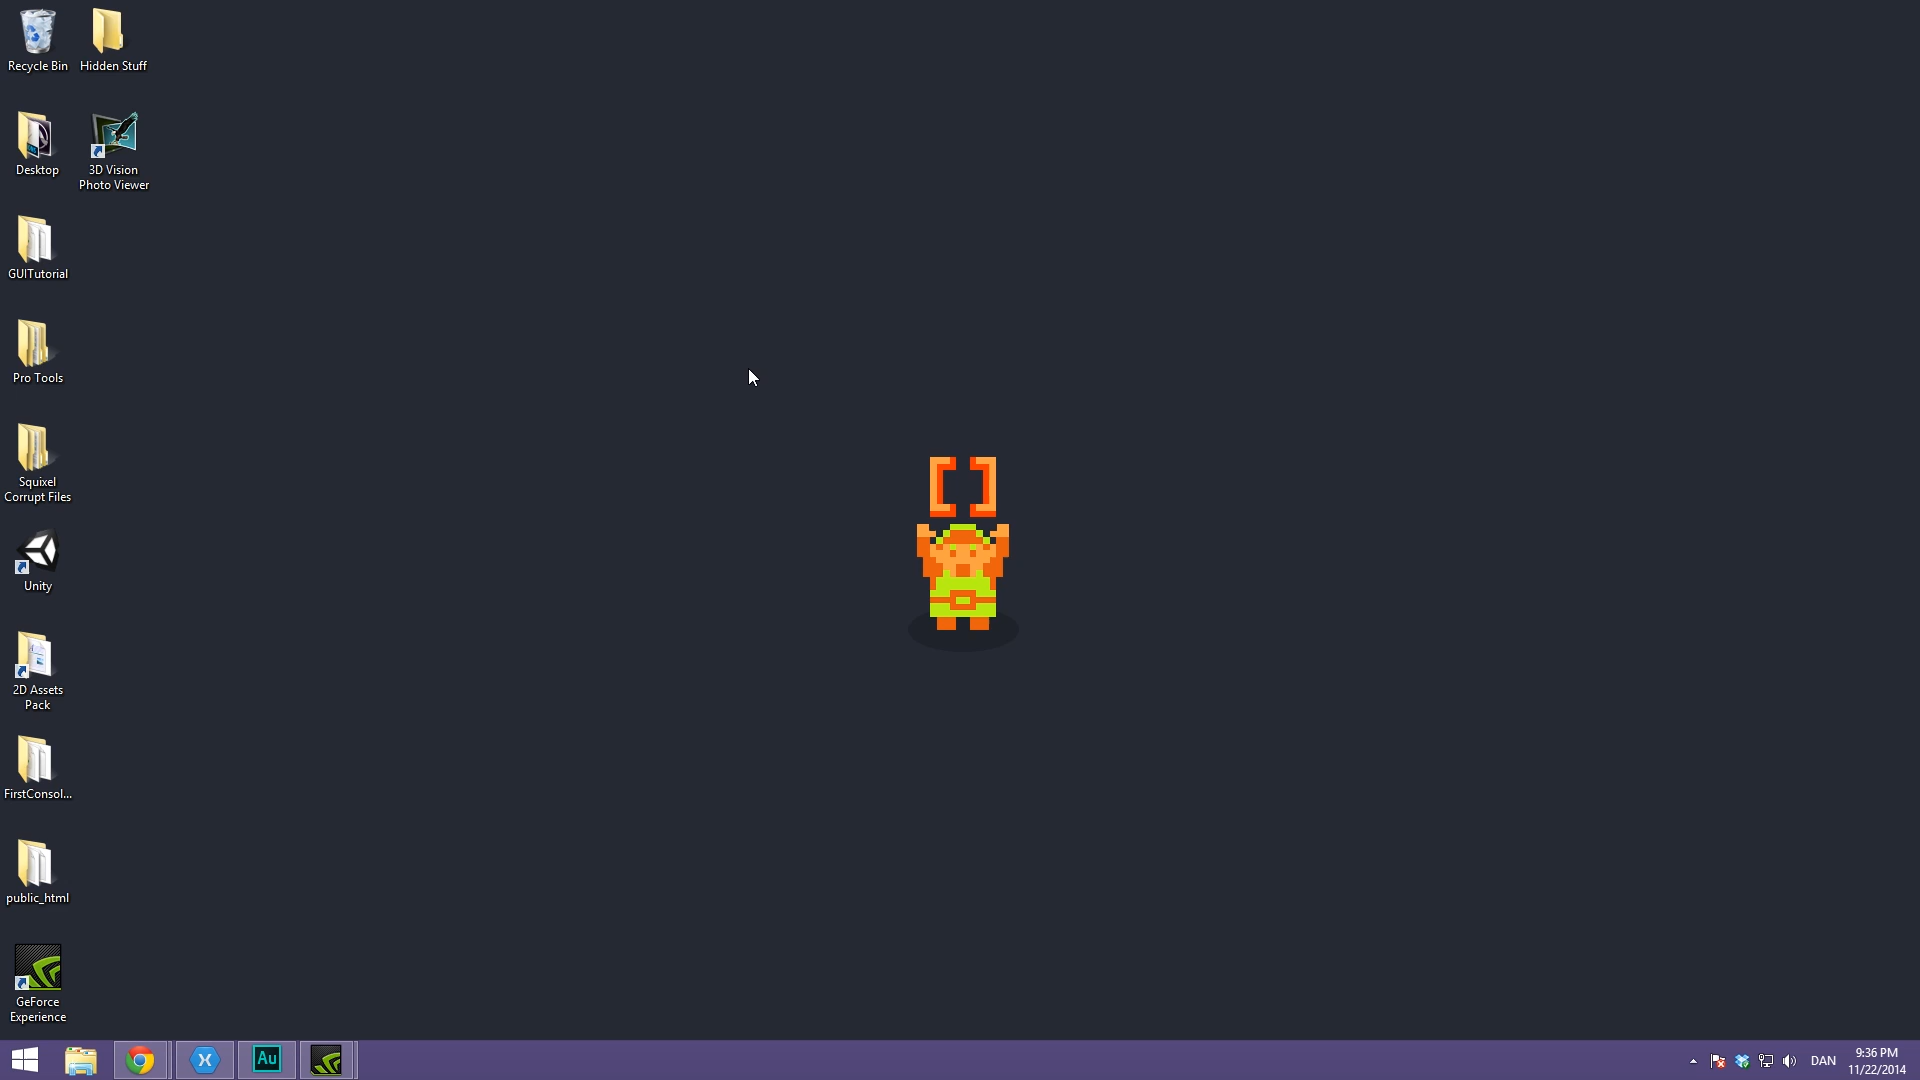 Recycle Bin
Hidden Stuff
Desktop
3D Vision
Photo Viewer
GUITutorial
Pro Tools
Squixel
Corrupt Files
Unity
2D Assets
Pack
FirstConsol...
public_html
GeForce
Experience
Au
DAN
9:36 PM
11/22/2014